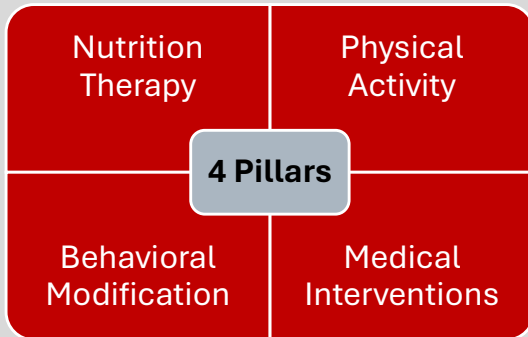 Nutrition
Therapy
Physical
Activity
4 Pillars
Behavioral
Modification
Medical
Interventions